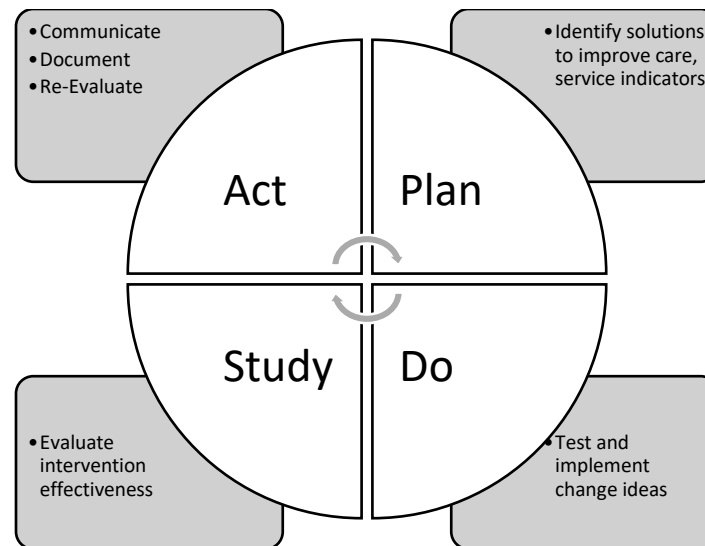 •Communicate
•Document
•Re-Evaluate
•Identify solutions
to improve care,
service indicators
Act
Plan
Study
Do
•Evaluate
intervention
effectiveness
•Test and
implement
change ideas